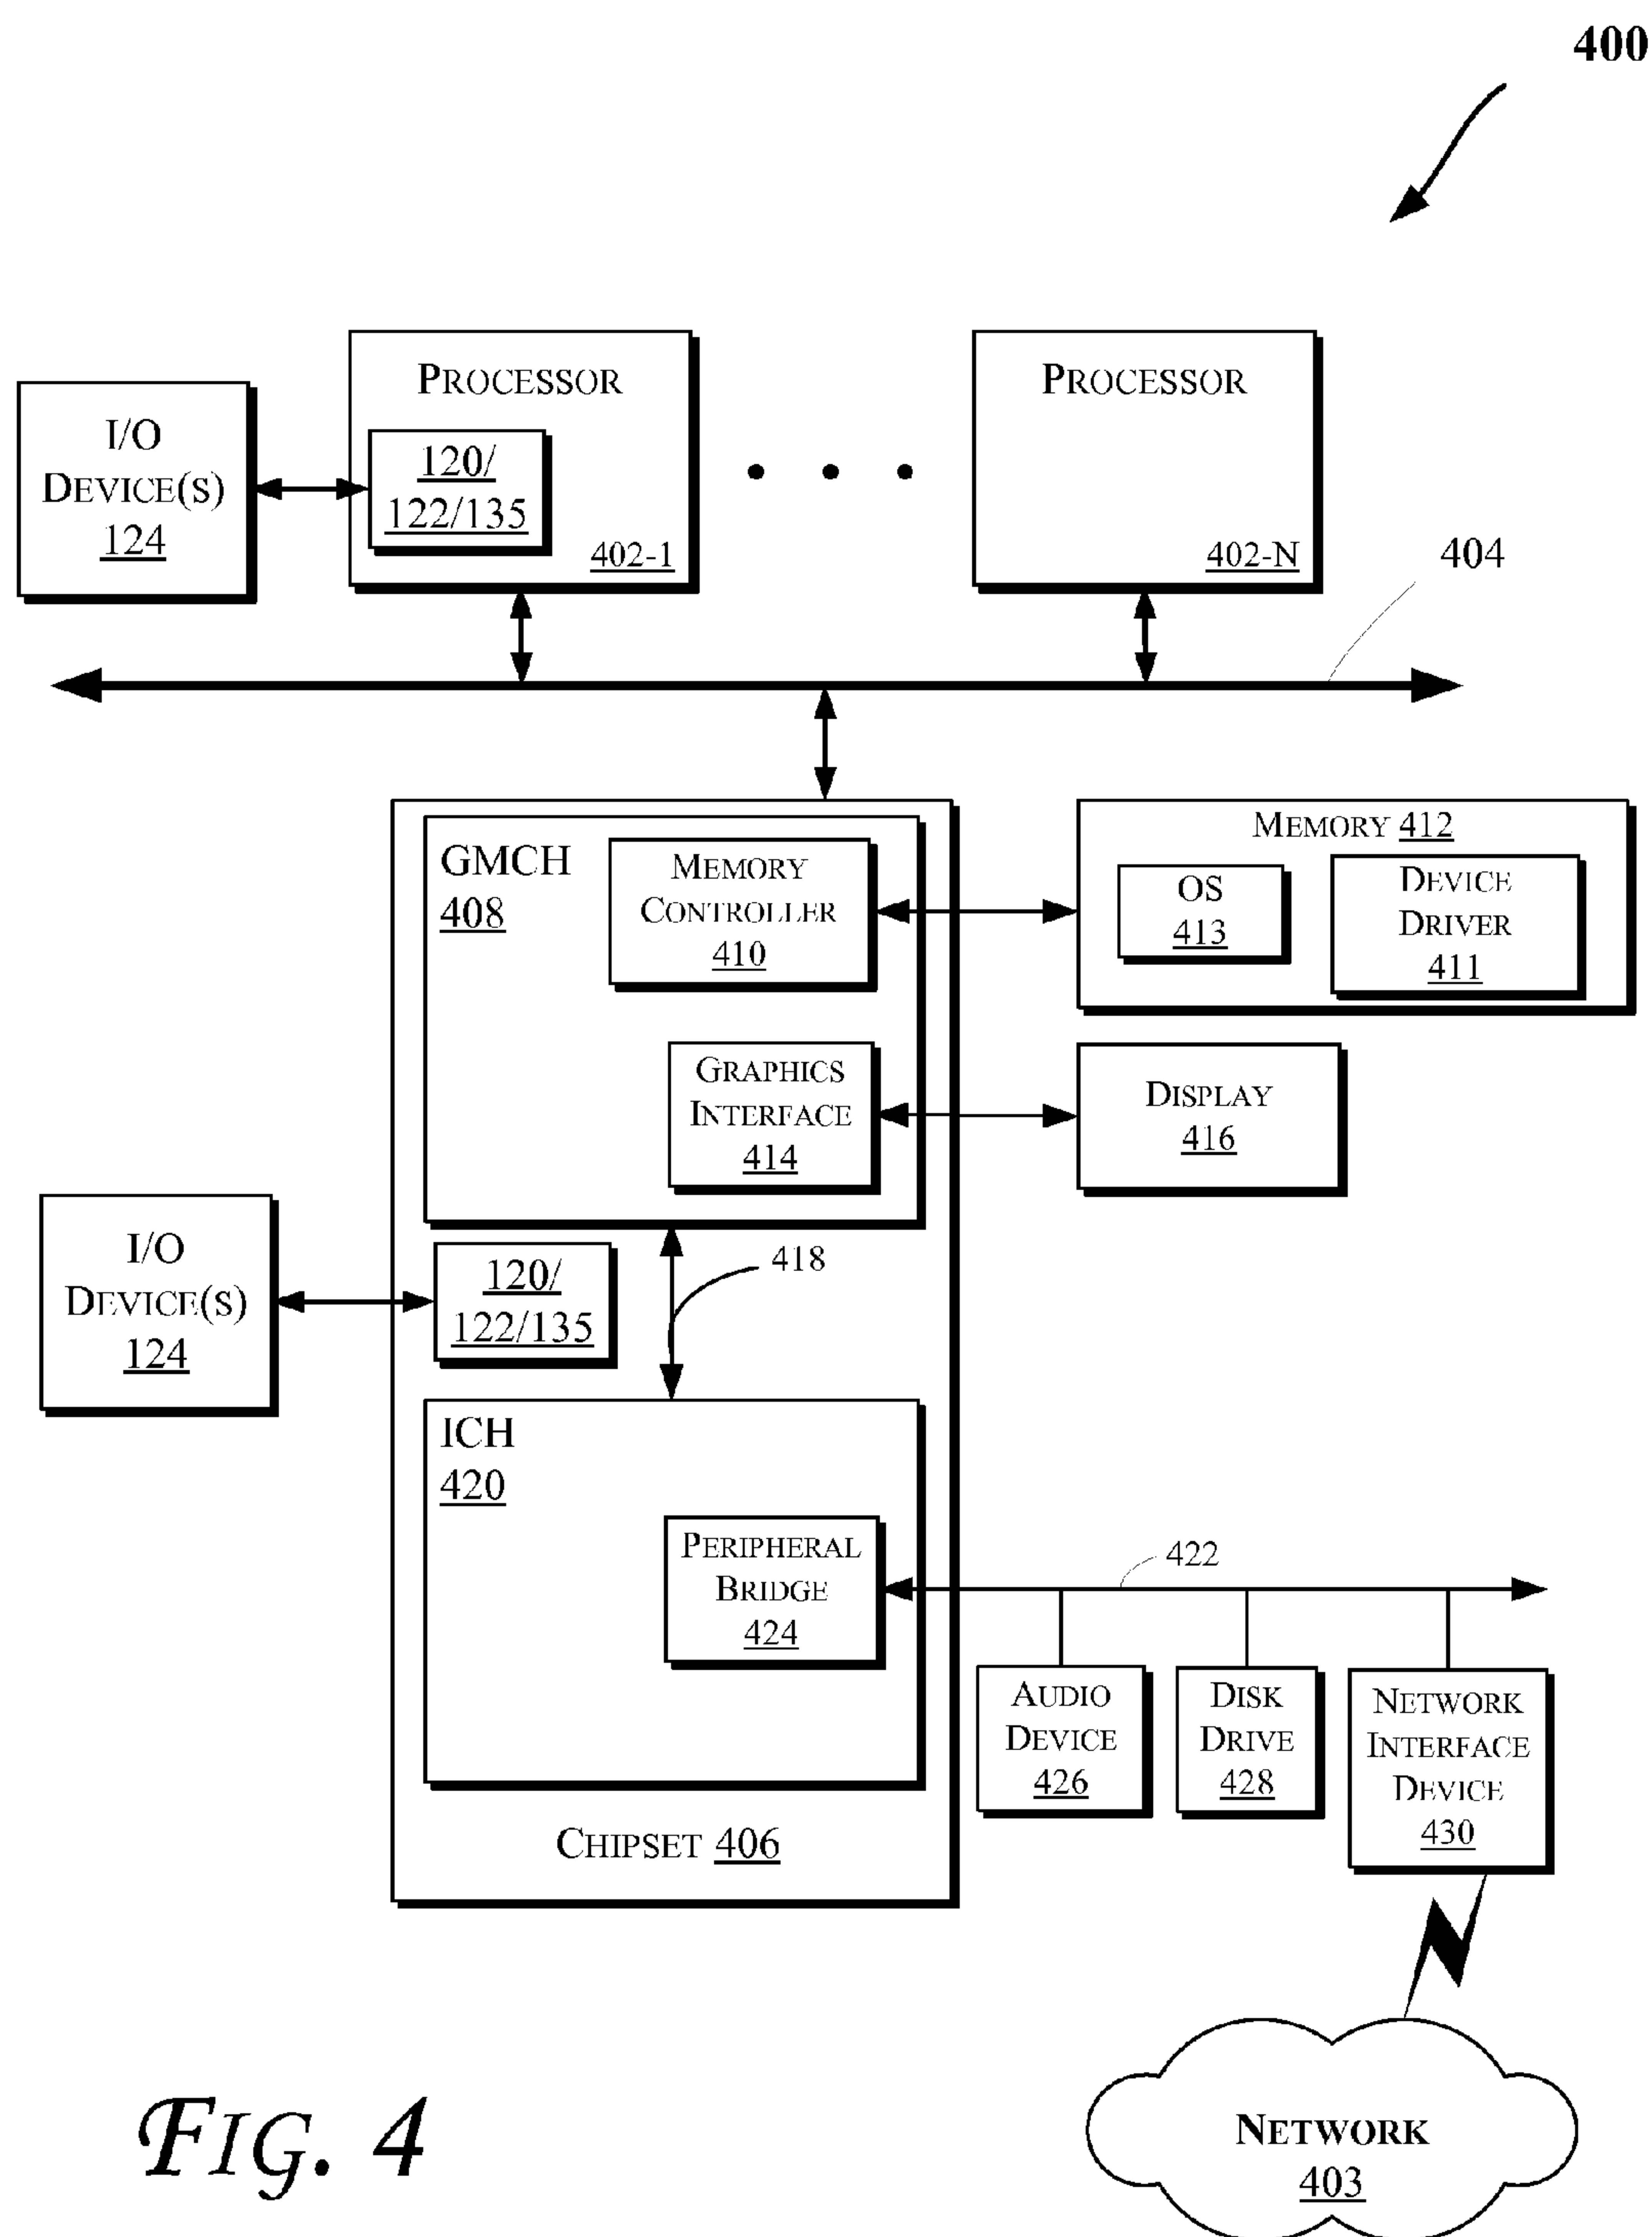 400
PROCESSOR
120/
122/135
402-1
PROCESSOR
402-N
I/O
DEVICE(S)
124
404
GMCH
408
MEMORY
CONTROLLER
410
MEMORY 412
OS
413
DEVICE
DRIVER
411
GRAPHICS
INTERFACE
414
DISPLAY
416
I/O
DEVICE(S)
124
120/
122/135
418
ICH
420
PERIPHERAL
BRIDGE
424
422
AUDIO
DEVICE
426
DISK
DRIVE
428
NETWORK
INTERFACE
DEVICE
430
CHIPSET 406
NETWORK
403
FIG. 4